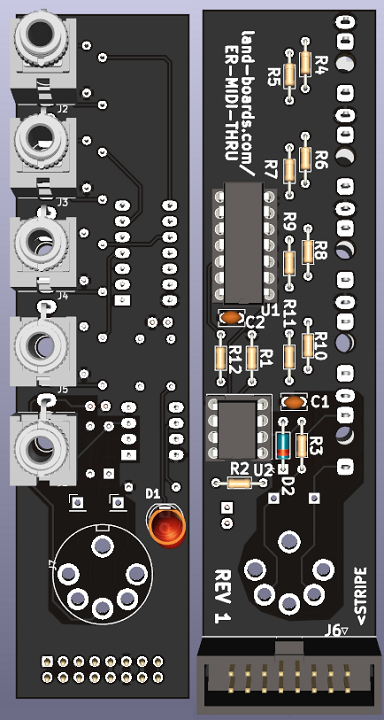 J2
J3
J4
J5
D1
land-boards.com/
ER-MIDI-THRU
R4
R5
R6
R7
R9
R8
U1
C2
R11
R10
R12
R1
C1
R3
R2
U2
D2
REV 1
<STRIPE
J6